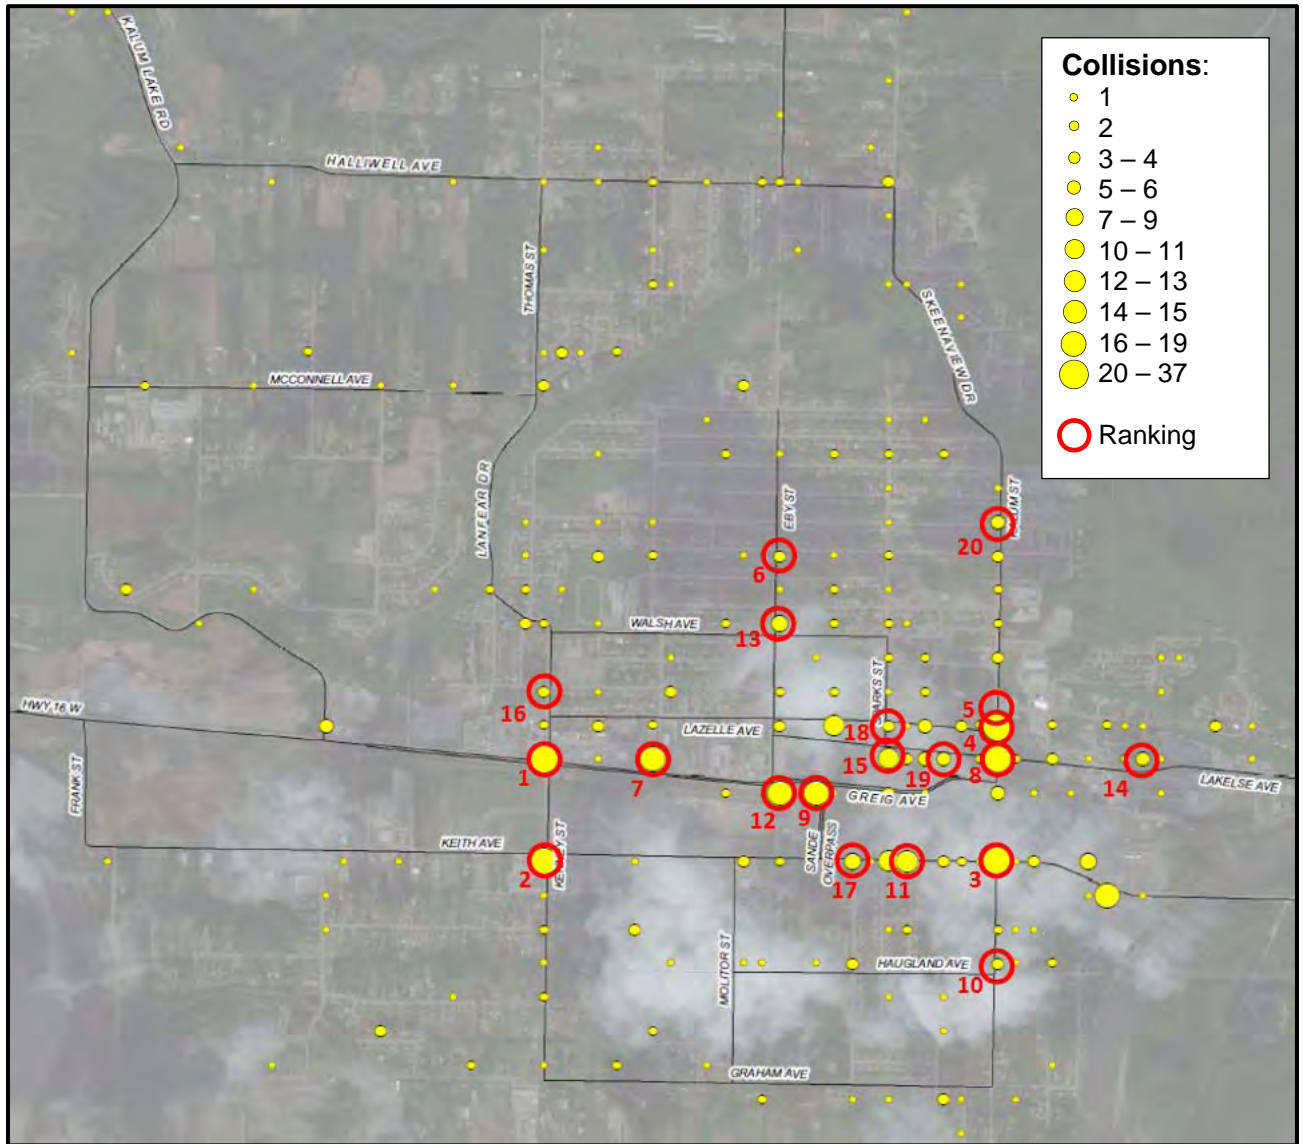 KALUM LAKE RD
HALLIWELL AVE
THOMAS ST
MCCONNELL AVE
SKEENAVIEW DR
Collisions:
1
2
3 – 4
5 – 6
7 – 9
10 – 11
12 – 13
14 – 15
16 – 19
20 – 37
Ranking
LANFEAR DR
EBY ST
20
6
WALSH AVE
13
SPARKS ST
16
5
HWY 16 W
LAZELLE AVE
18
4
1
7
15
19
8
14
LAKELSE AVE
FRANK ST
12
9
GREIG AVE
KEITH AVE
SANDE
OVERPASS
2
17
11
3
MOLITOR ST
HAUGLAND AVE
10
GRAHAM AVE